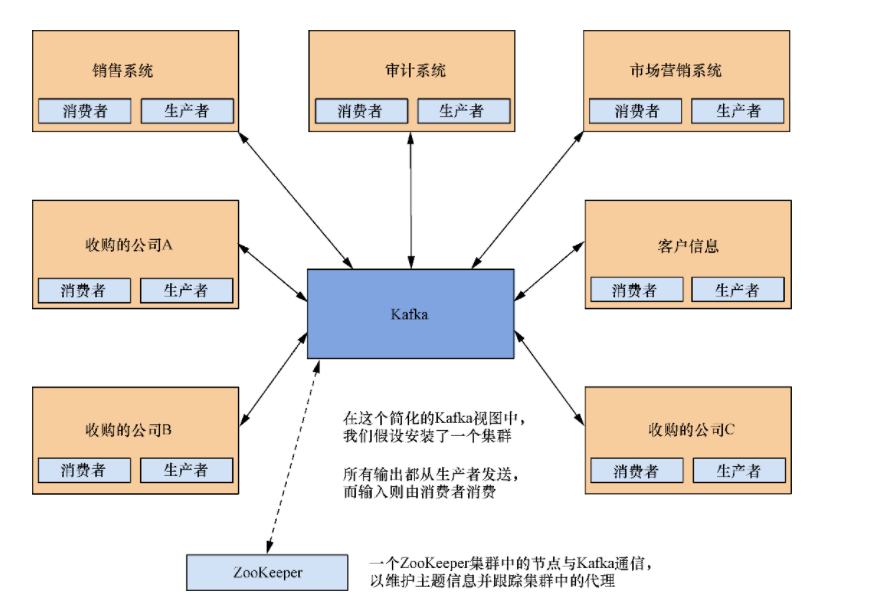 销售系统
消费者 生产者
审计系统
消费者 生产者
市场营销系统
消费者 生产者
收购的公司A
消费者 生产者
客户信息
消费者 生产者
Kafka
收购的公司B
消费者 生产者
收购的公司C
消费者 生产者
在这个简化的Kafka视图中，
我们假设安装了一个集群
所有输出都从生产者发送，
而输入则由消费者消费
ZooKeeper
一个ZooKeeper集群中的节点与Kafka通信，
以维护主题信息并跟踪集群中的代理